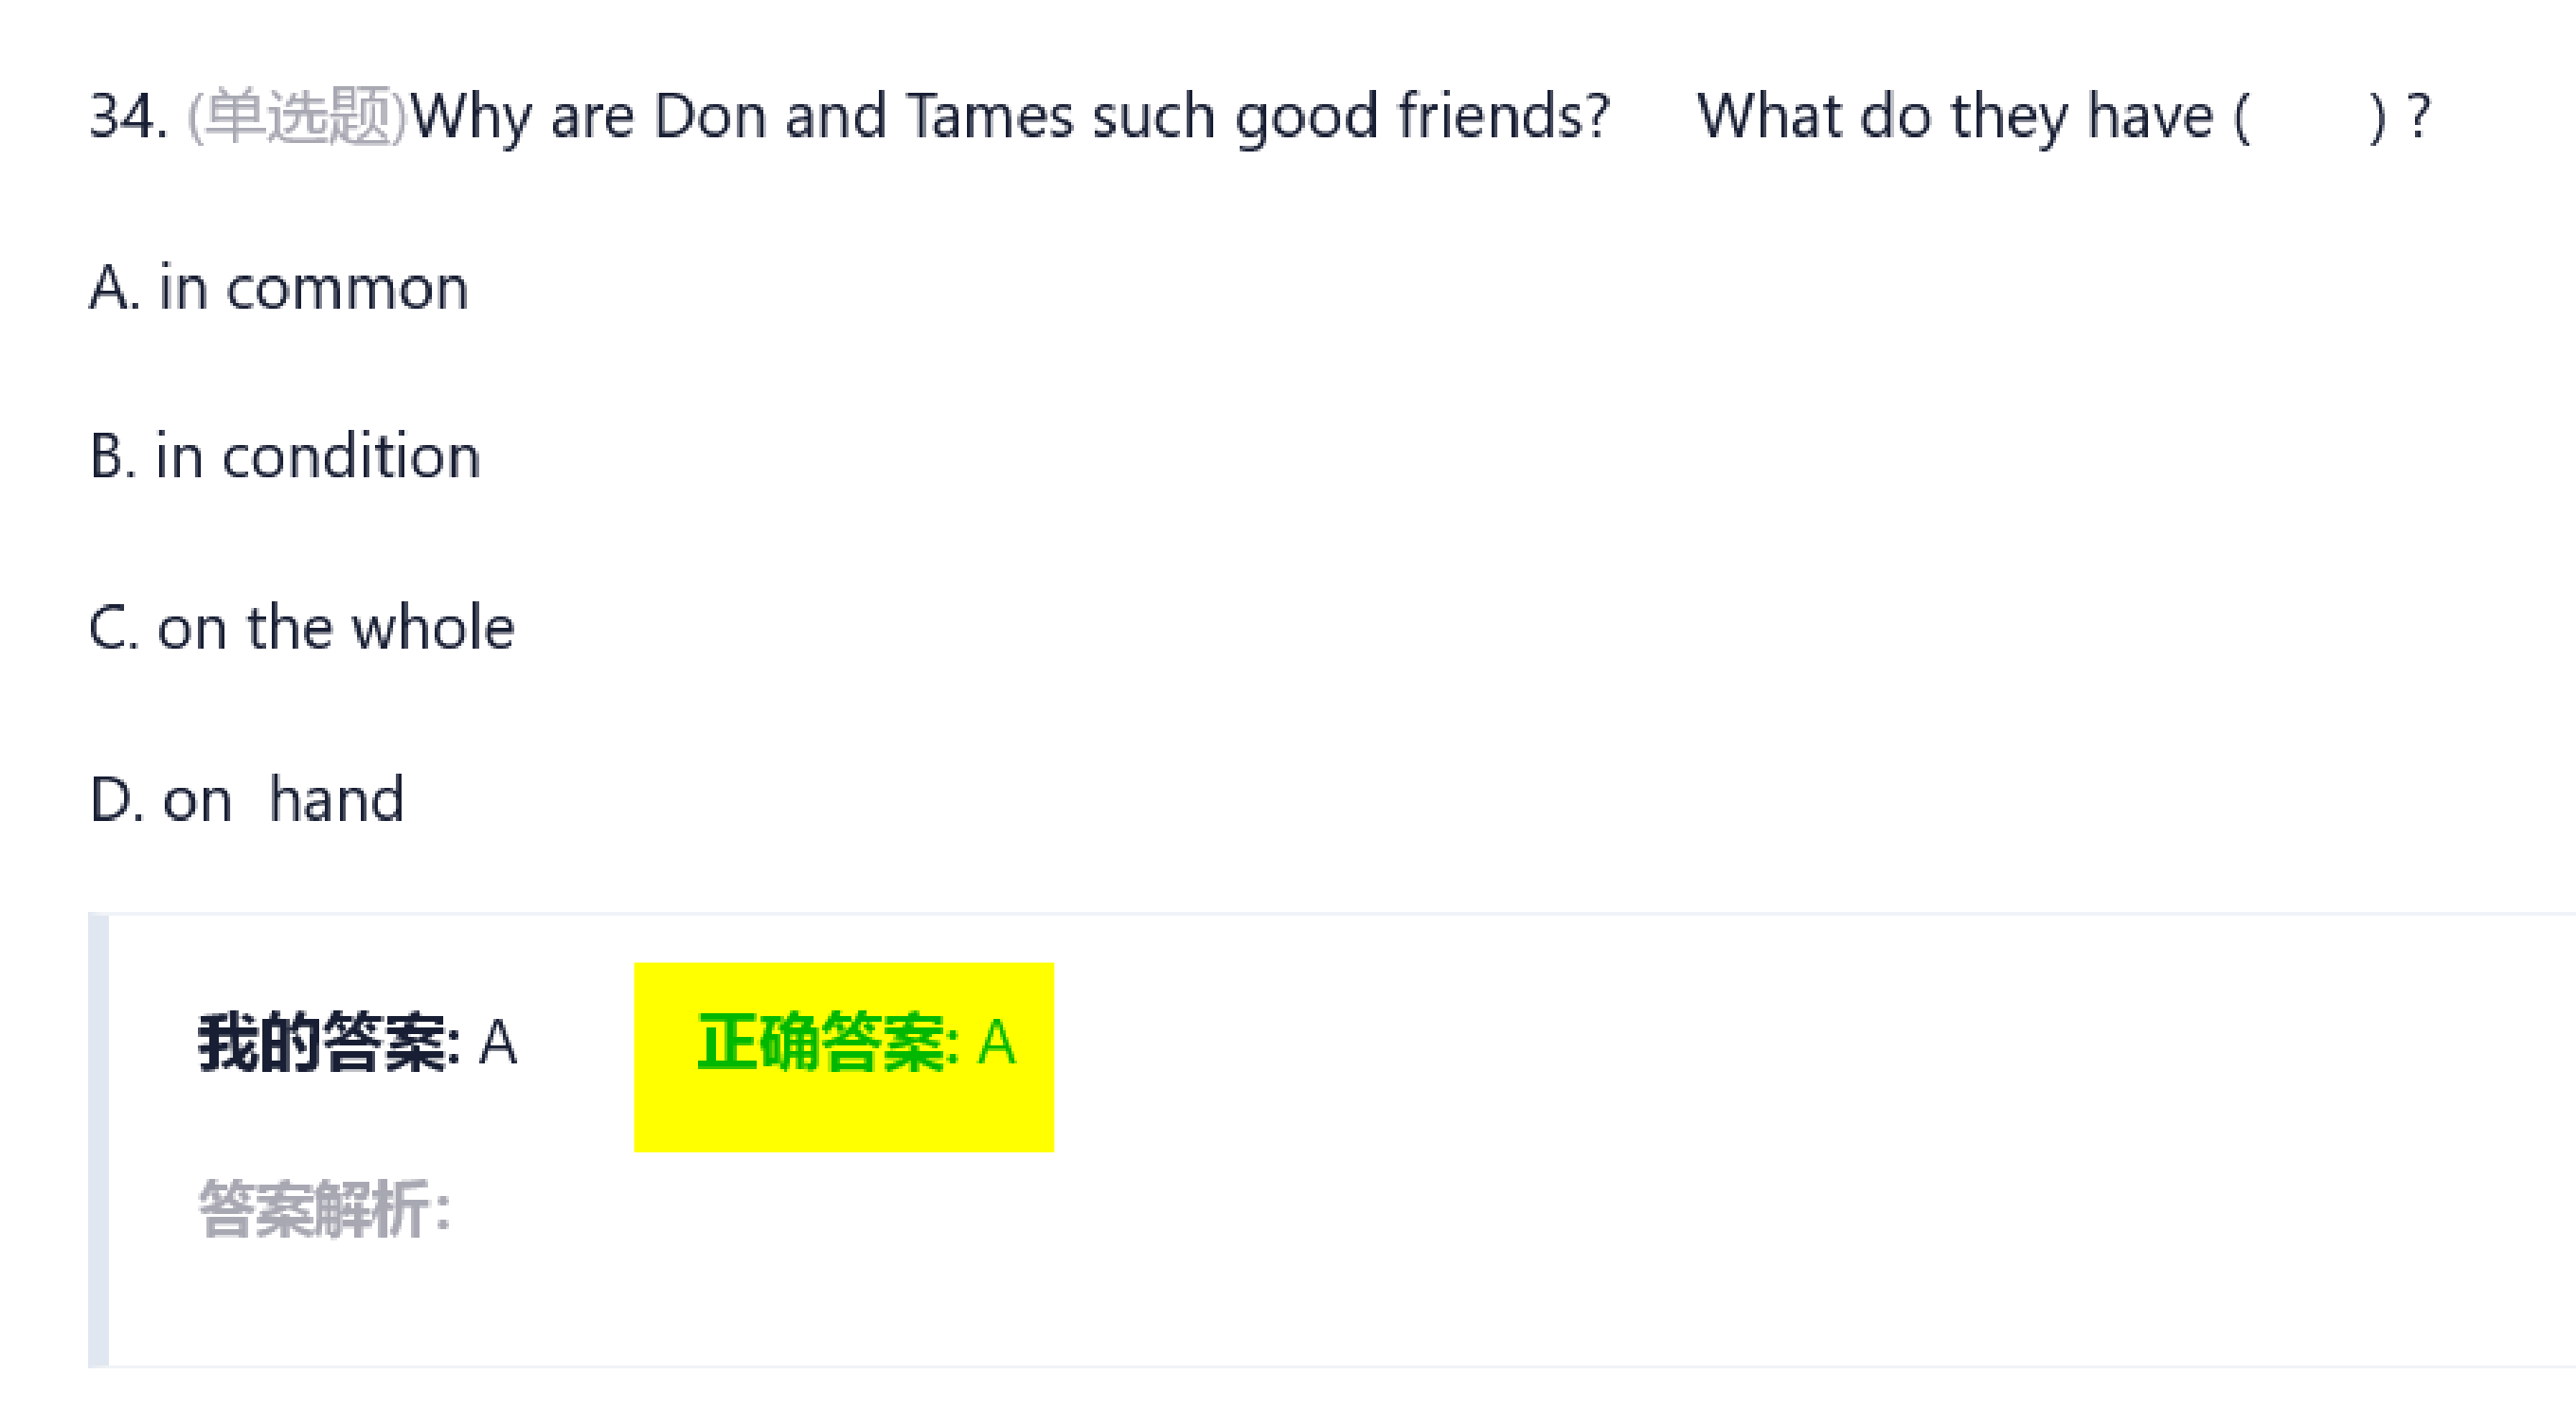 34. (单选题)Why are Don and Tames such good friends? What do they have ( ) ?
A. in common
B. in condition
C. on the whole
D. on hand
我的答案: A 正确答案: A
答案解析: